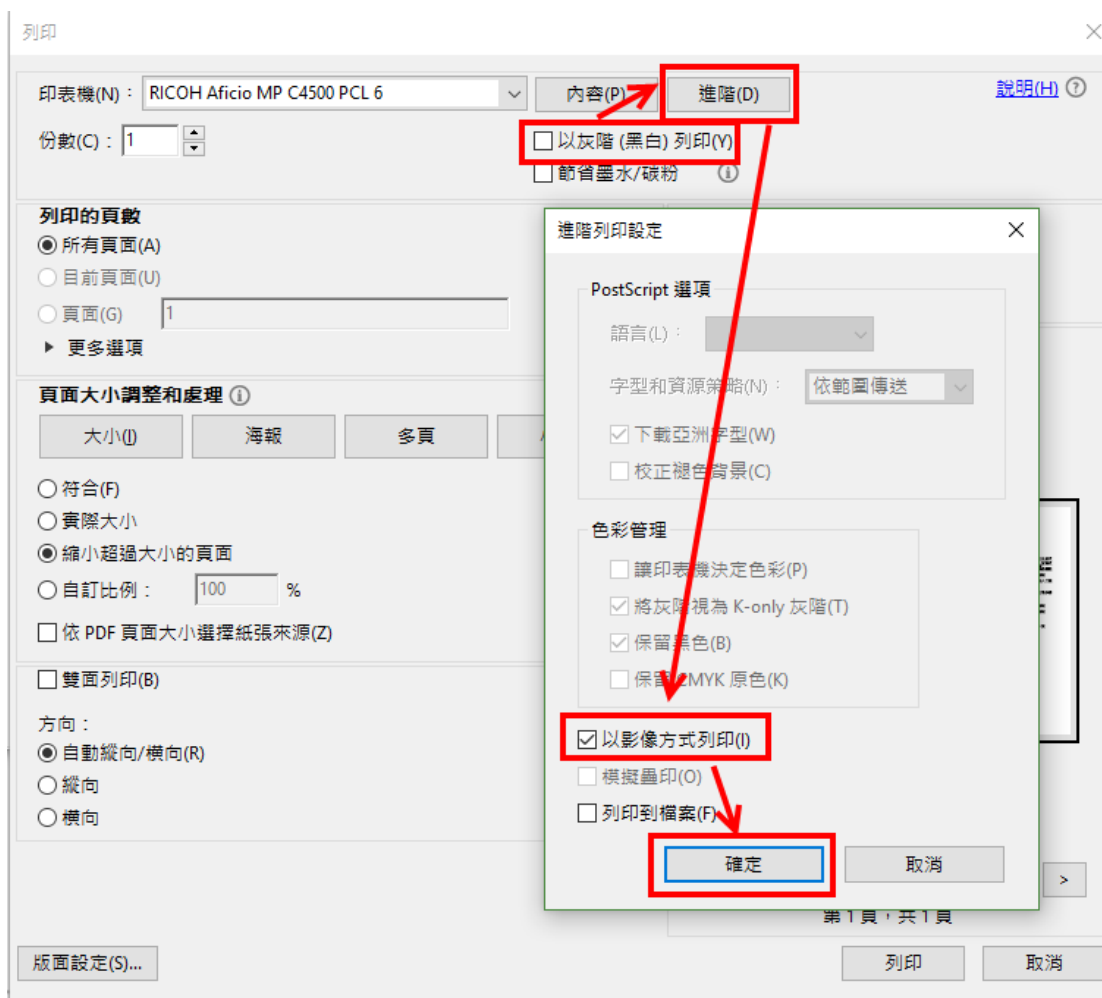 列印
印表機(N)： RICOH Aficio MP C4500 PCL 6 內容(P) 進階(D) 說明(H)
份數(C)： 1 以灰階 (黑白) 列印(Y)
節省墨水/碳粉
列印的頁數
所有頁面(A)
目前頁面(U)
頁面(G) 1
更多選項
頁面大小調整和處理
大小(I) 海報 多頁
符合(F)
實際大小
縮小超過大小的頁面
自訂比例： 100 %
依 PDF 頁面大小選擇紙張來源(Z)
雙面列印(B)
方向：
自動縱向/橫向(R)
縱向
橫向
進階列印設定
PostScript 選項
語言(L)：
字型和資源策略(N)： 依範圍傳送
下載亞洲字型(W)
校正褪色背景(C)
色彩管理
讓印表機決定色彩(P)
將灰階視為 K-only 灰階(T)
保留黑色(B)
保留 CMYK 原色(K)
以影像方式列印(I)
模擬疊印(O)
列印到檔案(F)
確定 取消
>
第 1 頁，共 1 頁
版面設定(S)... 列印 取消